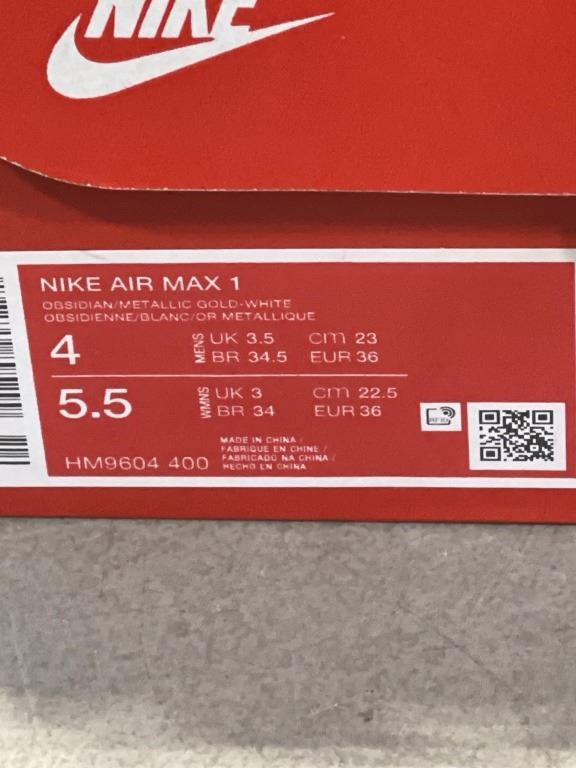 NIKE
NIKE AIR MAX 1
OBSIDIAN/METALLIC GOLD-WHITE
OBSIDIENNE/BLANC/OR METALLIQUE
4 MENS UK 3.5 cm 23
BR 34.5 EUR 36
5.5 WMNS UK 3 cm 22.5
BR 34 EUR 36
HM9604 400
MADE IN CHINA /
FABRIQUE EN CHINE /
FABRICADO NA CHINA /
HECHO EN CHINA